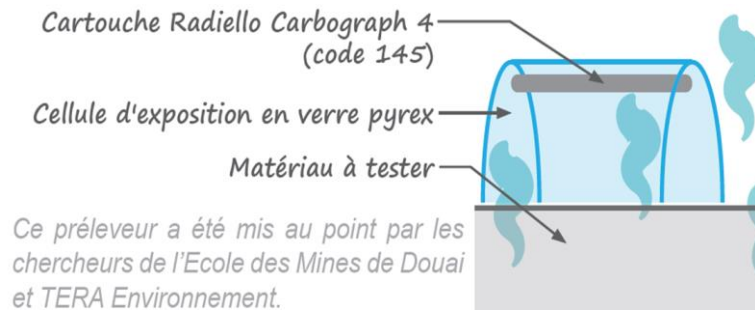 Cartouche Radiello Carbograph 4
(code 145)
Cellule d'exposition en verre pyrex
Matériau à tester
Ce préleveur a été mis au point par les
chercheurs de l'Ecole des Mines de Douai
et TERA Environnement.